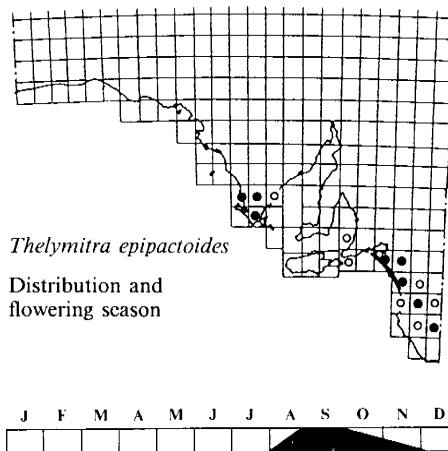 Thelymitra epipactoides
Distribution and
flowering season
J F M A M J J A S O N D